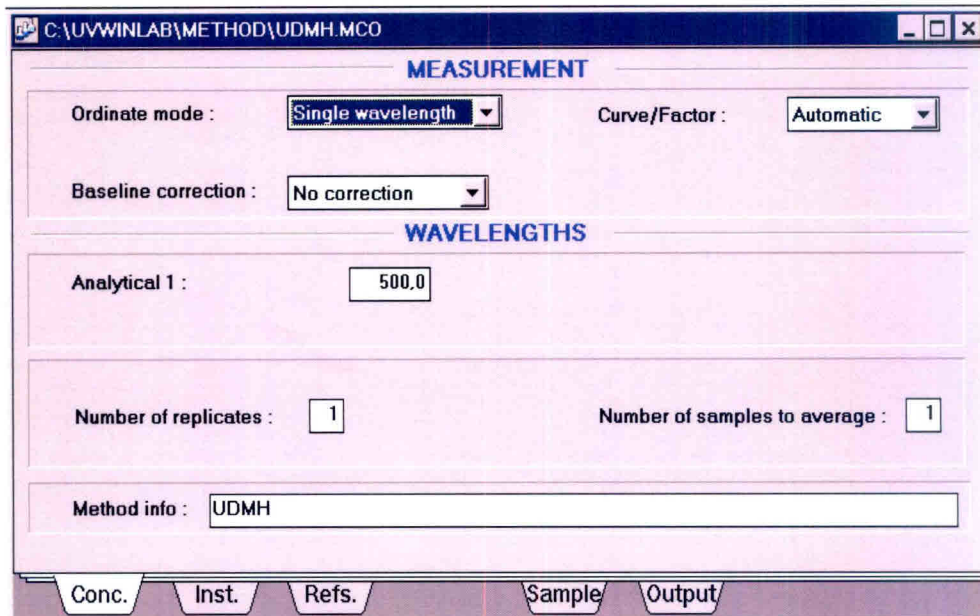 C:\UVWINLAB\METHOD\UDMH.MCO
MEASUREMENT
Ordinate mode : Single wavelength Curve/Factor : Automatic
Baseline correction : No correction
WAVELENGTHS
Analytical 1 : 500,0
Number of replicates : 1 Number of samples to average : 1
Method info : UDMH
Conc. Inst. Refs. Sample Output